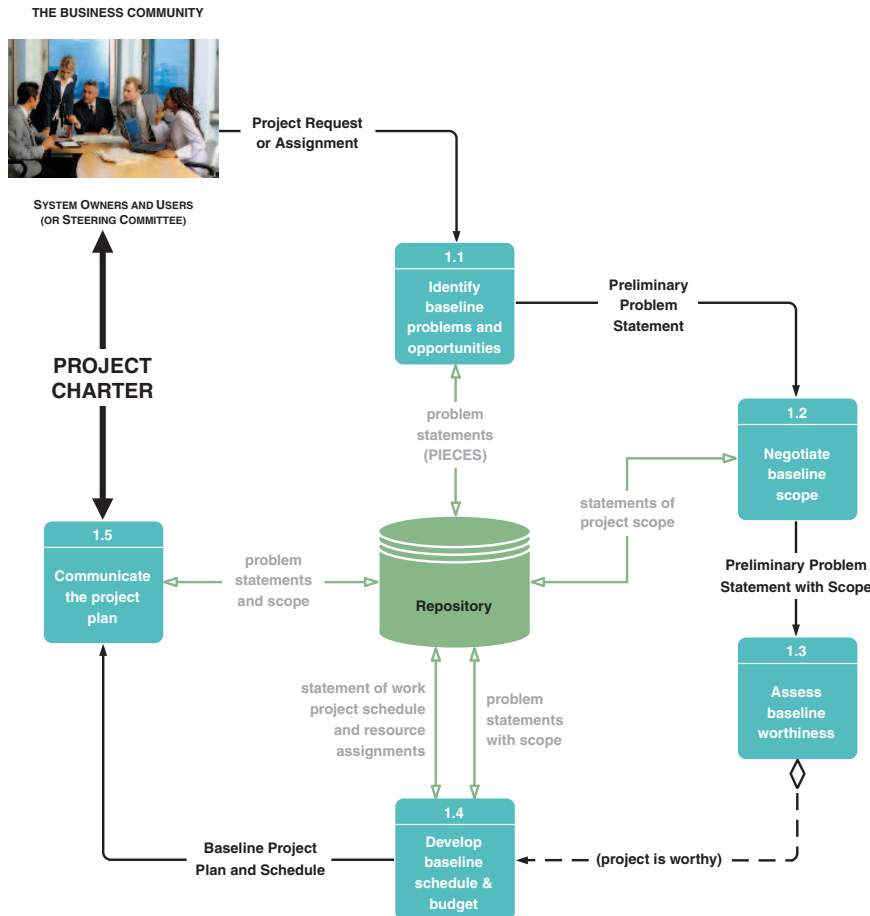 THE BUSINESS COMMUNITY
Project Request
or Assignment
SYSTEM OWNERS AND USERS
(OR STEERING COMMITTEE)
1.1
Identify
baseline
problems and
opportunities
Preliminary
Problem
Statement
PROJECT
CHARTER
problem
statements
(PIECES)
1.2
Negotiate
baseline
scope
statements of
project scope
1.5
Communicate
the project
plan
problem
statements
and scope
Repository
Preliminary Problem
Statement with Scope
1.3
Assess
baseline
worthiness
statement of work
project schedule
and resource
assignments
problem
statements
with scope
1.4
Develop
baseline
schedule &
budget
Baseline Project
Plan and Schedule
(project is worthy)